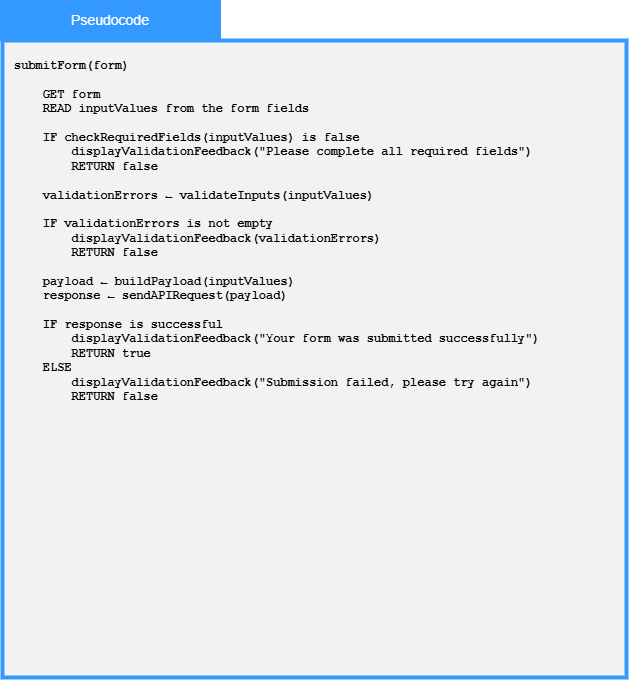 Pseudocode
submitForm(form)
GET form
READ inputValues from the form fields
IF checkRequiredFields(inputValues) is false
displayValidationFeedback("Please complete all required fields")
RETURN false
validationErrors ← validateInputs(inputValues)
IF validationErrors is not empty
displayValidationFeedback(validationErrors)
RETURN false
payload ← buildPayload(inputValues)
response ← sendAPIRequest(payload)
IF response is successful
displayValidationFeedback("Your form was submitted successfully")
RETURN true
ELSE
displayValidationFeedback("Submission failed, please try again")
RETURN false